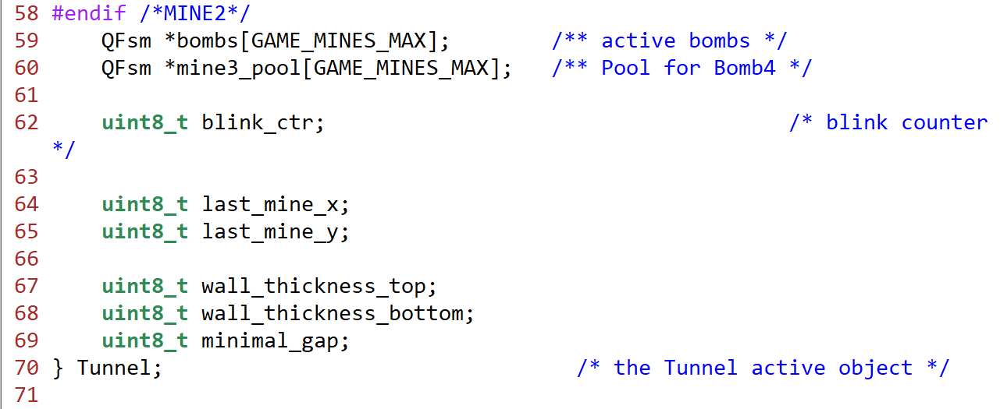 58 #endif /*MINE2*/
59     QFsm *bombs[GAME_MINES_MAX];        /** active bombs */
60     QFsm *mine3_pool[GAME_MINES_MAX];   /** Pool for Bomb4 */
61
62     uint8_t blink_ctr;                                     /* blink counter
*/
63
64     uint8_t last_mine_x;
65     uint8_t last_mine_y;
66
67     uint8_t wall_thickness_top;
68     uint8_t wall_thickness_bottom;
69     uint8_t minimal_gap;
70 } Tunnel;                                 /* the Tunnel active object */
71